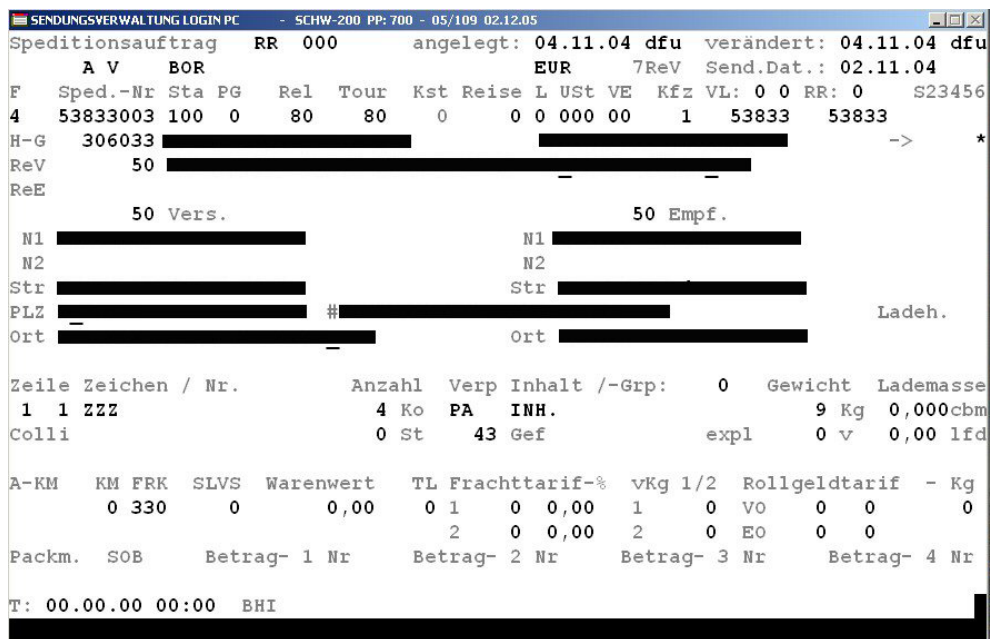 SENDUNGSVERWALTUNG LOGIN PC - SCHW-200 PP: 700 - 05/109 02.12.05
Speditionsauftrag RR 000 angelegt: 04.11.04 dfu verändert: 04.11.04 dfu
A V BOR EUR 7ReV Send.Dat.: 02.11.04
F Sped.-Nr Sta PG Rel Tour Kst Reise L USt VE Kfz VL: 0 0 RR: 0 S23456
4 53833003 100 0 80 80 0 0 0 000 00 1 53833 53833
H-G 306033 -> *
ReV 50
ReE
50 Vers. 50 Empf.
N1 N1
N2 N2
Str Str
PLZ # Ladeh.
Ort Ort
Zeile Zeichen / Nr. Anzahl Verp Inhalt /-Grp: 0 Gewicht Lademasse
1 1 ZZZ 4 Ko PA INH. 9 Kg 0,000cbm
Colli 0 St 43 Gef expl 0 v 0,00 lfd
A-KM KM FRK SLVS Warenwert TL Frachttarif-% vKg 1/2 Rollgeldtarif - Kg
0 330 0 0,00 0 1 0 0,00 1 0 VO 0 0 0
2 0 0,00 2 0 EO 0 0
Packm. SOB Betrag- 1 Nr Betrag- 2 Nr Betrag- 3 Nr Betrag- 4 Nr
T: 00.00.00 00:00 BHI